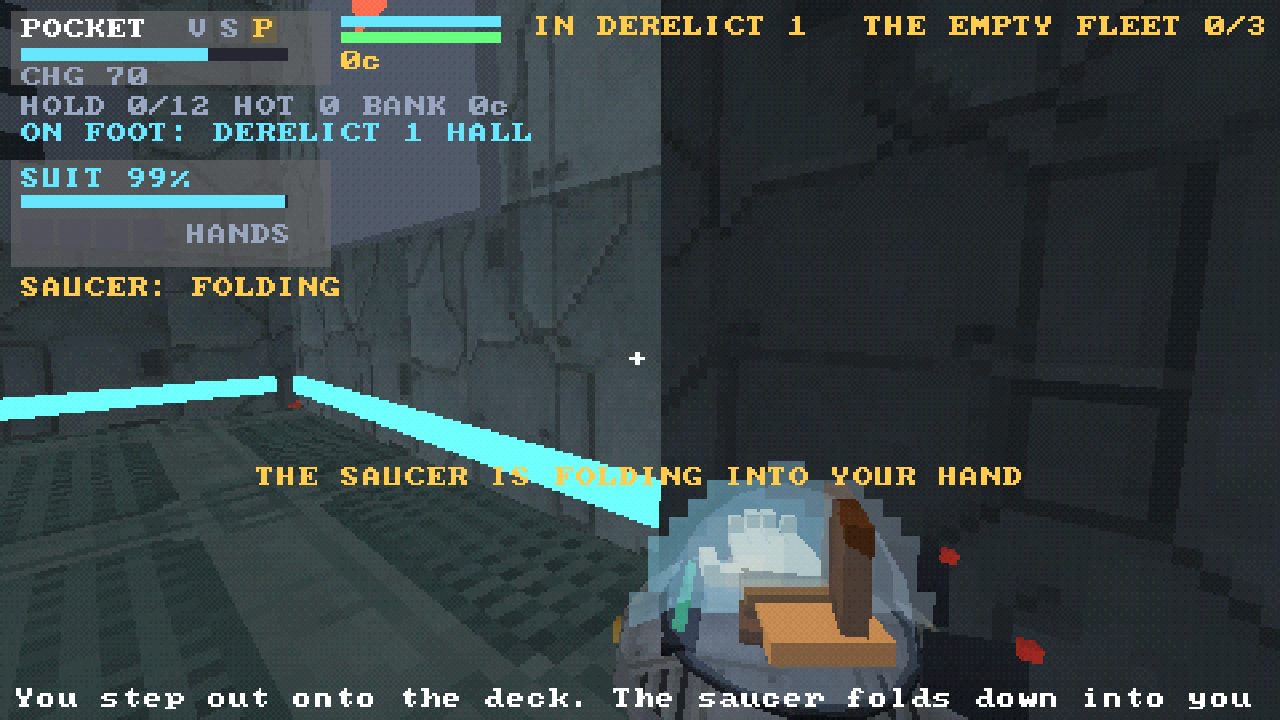 POCKET V S P
IN DERELICT 1 THE EMPTY FLEET 0/3
0c
CHG 70
HOLD 0/12 HOT 0 BANK 0c
ON FOOT: DERELICT 1 HALL
SUIT 99%
HANDS
SAUCER: FOLDING
THE SAUCER IS FOLDING INTO YOUR HAND
You step out onto the deck. The saucer folds down into you